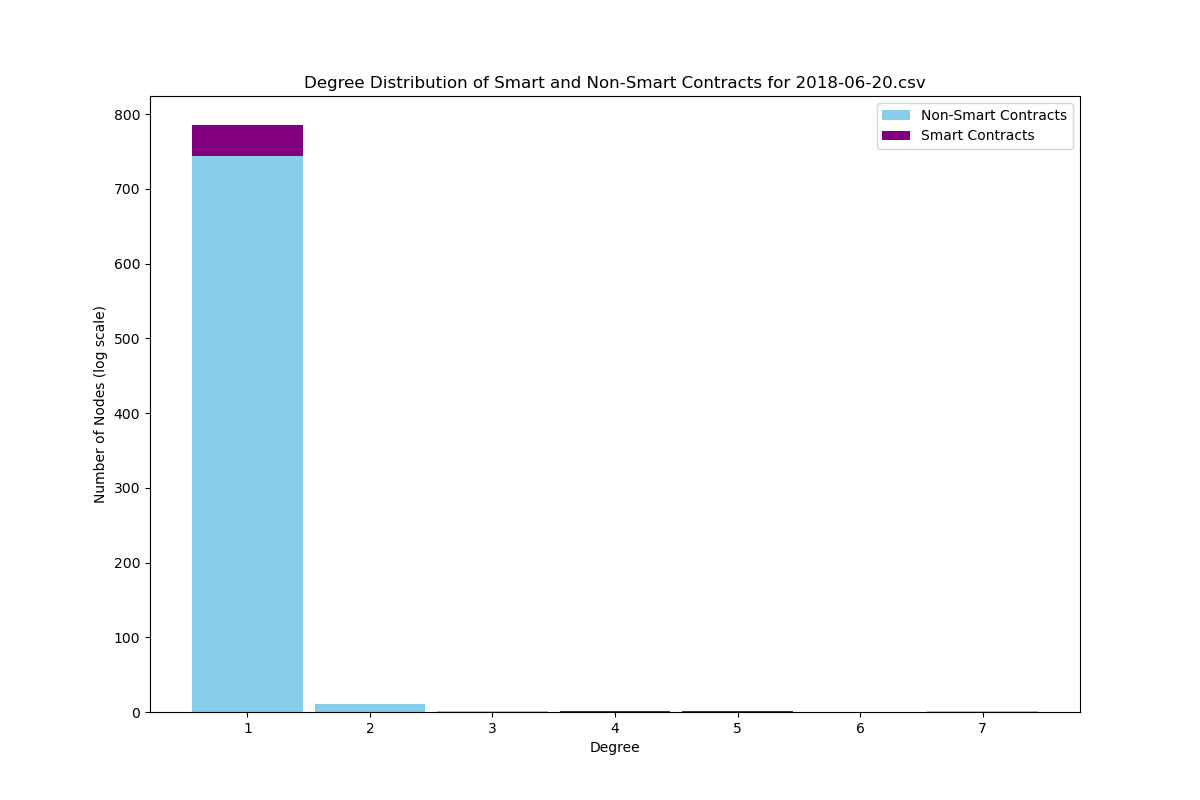 Degree Distribution of Smart and Non-Smart Contracts for 2018-06-20.csv
Non-Smart Contracts
Smart Contracts
Number of Nodes (log scale)
800
700
600
500
400
300
200
100
0
1 2 3 4 5 6 7
Degree